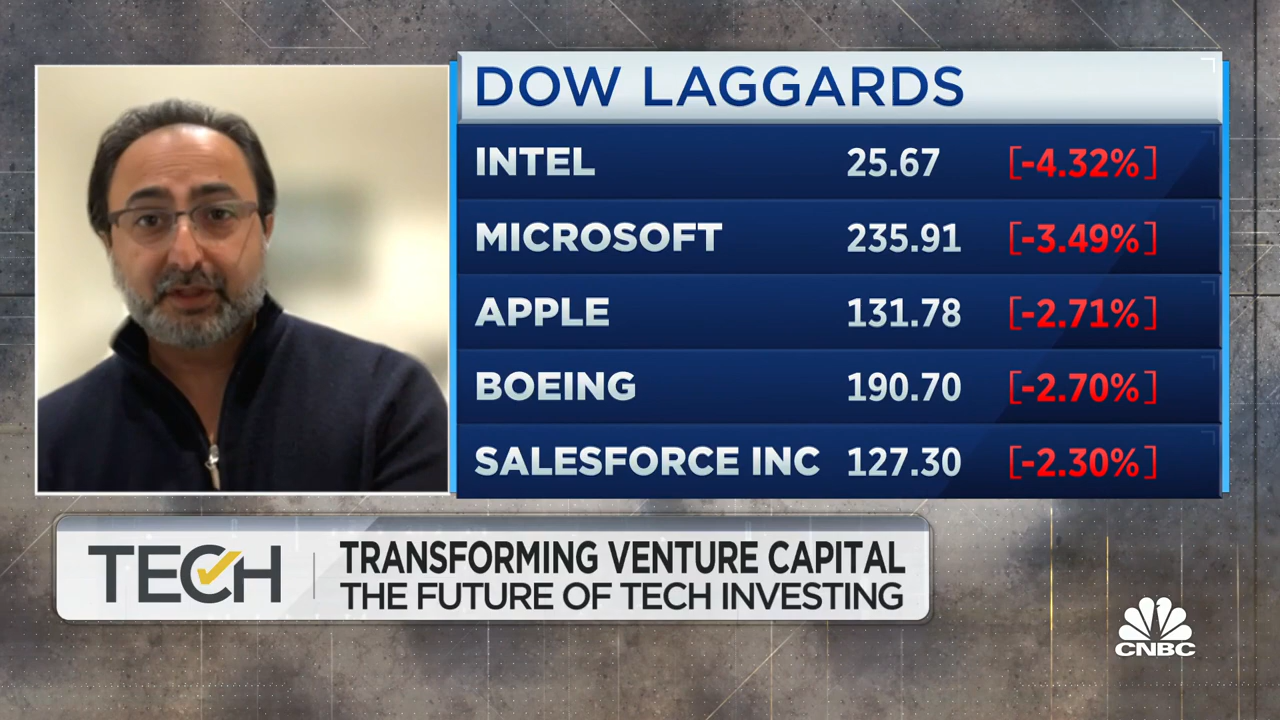 DOW LAGGARDS
INTEL 25.67 [-4.32%]
MICROSOFT 235.91 [-3.49%]
APPLE 131.78 [-2.71%]
BOEING 190.70 [-2.70%]
SALESFORCE INC 127.30 [-2.30%]
TECH
TRANSFORMING VENTURE CAPITAL
THE FUTURE OF TECH INVESTING
CNBC